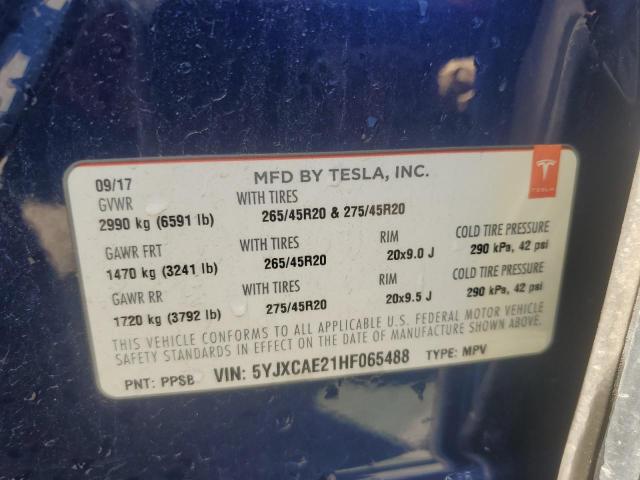 09/17
MFD BY TESLA, INC.
TESLA
GVWR WITH TIRES
2990 kg (6591 lb) 265/45R20 & 275/45R20
GAWR FRT WITH TIRES RIM COLD TIRE PRESSURE
1470 kg (3241 lb) 265/45R20 20x9.0 J 290 kPa, 42 psi
GAWR RR WITH TIRES RIM COLD TIRE PRESSURE
1720 kg (3792 lb) 275/45R20 20x9.5 J 290 kPa, 42 psi
THIS VEHICLE CONFORMS TO ALL APPLICABLE U.S. FEDERAL MOTOR VEHICLE
SAFETY STANDARDS IN EFFECT ON THE DATE OF MANUFACTURE SHOWN ABOVE.
PNT: PPSB VIN: 5YJXCAE21HF065488 TYPE: MPV